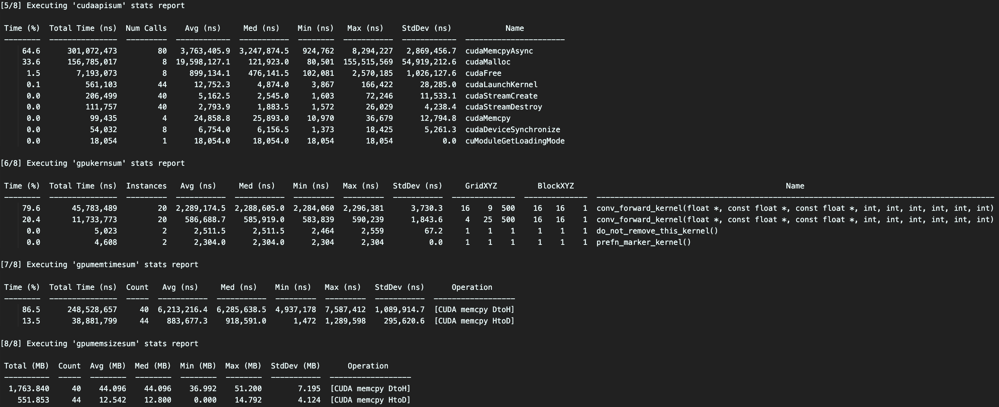 [5/8] Executing 'cudaapisum' stats report
Time (%)  Total Time (ns)  Num Calls    Avg (ns)     Med (ns)    Min (ns)   Max (ns)    StdDev (ns)            Name
--------  ---------------  ---------  ------------  -----------  --------  -----------  ------------  ----------------------
64.6      301,072,473         80   3,763,405.9  3,247,874.5   924,762    8,294,227   2,869,456.7  cudaMemcpyAsync
33.6      156,785,017          8  19,598,127.1    121,923.0    80,501  155,515,569  54,919,212.6  cudaMalloc
1.5        7,193,073          8     899,134.1    476,141.5   102,081    2,570,185   1,026,127.6  cudaFree
0.1          561,103         44      12,752.3      4,874.0     3,867      166,422      28,285.0  cudaLaunchKernel
0.0          206,499         40       5,162.5      2,545.0     1,603       72,246      11,533.1  cudaStreamCreate
0.0          111,757         40       2,793.9      1,883.5     1,572       26,029       4,238.4  cudaStreamDestroy
0.0           99,435          4      24,858.8     25,893.0    10,970       36,679      12,794.8  cudaMemcpy
0.0           54,032          8       6,754.0      6,156.5     1,373       18,425       5,261.3  cudaDeviceSynchronize
0.0           18,054          1      18,054.0     18,054.0    18,054       18,054           0.0  cuModuleGetLoadingMode
[6/8] Executing 'gpukernsum' stats report
Time (%)  Total Time (ns)  Instances   Avg (ns)     Med (ns)    Min (ns)   Max (ns)   StdDev (ns)     GridXYZ         BlockXYZ                                               Name
--------  ---------------  ---------  -----------  -----------  ---------  ---------  -----------  --------------  --------------  ----------------------------------------------------------------------------------------
79.6       45,783,489         20  2,289,174.5  2,288,605.0  2,284,060  2,296,381      3,730.3    16    9  500    16   16    1  conv_forward_kernel(float *, const float *, const float *, int, int, int, int, int, int)
20.4       11,733,773         20    586,688.7    585,919.0    583,839    590,239      1,843.6     4   25  500    16   16    1  conv_forward_kernel(float *, const float *, const float *, int, int, int, int, int, int)
0.0            5,023          2      2,511.5      2,511.5      2,464      2,559         67.2     1    1    1     1    1    1  do_not_remove_this_kernel()
0.0            4,608          2      2,304.0      2,304.0      2,304      2,304          0.0     1    1    1     1    1    1  prefn_marker_kernel()
[7/8] Executing 'gpumemtimesum' stats report
Time (%)  Total Time (ns)  Count   Avg (ns)     Med (ns)    Min (ns)   Max (ns)   StdDev (ns)      Operation
--------  ---------------  -----  -----------  -----------  ---------  ---------  -----------  ------------------
86.5      248,528,657     40  6,213,216.4  6,285,638.5  4,937,178  7,587,412  1,089,914.7  [CUDA memcpy DtoH]
13.5       38,881,799     44    883,677.3    918,591.0      1,472  1,289,598    295,620.6  [CUDA memcpy HtoD]
[8/8] Executing 'gpumemsizesum' stats report
Total (MB)  Count  Avg (MB)  Med (MB)  Min (MB)  Max (MB)  StdDev (MB)      Operation
----------  -----  --------  --------  --------  --------  -----------  ------------------
1,763.840     40    44.096    44.096    36.992    51.200        7.195  [CUDA memcpy DtoH]
551.853     44    12.542    12.800     0.000    14.792        4.124  [CUDA memcpy HtoD]